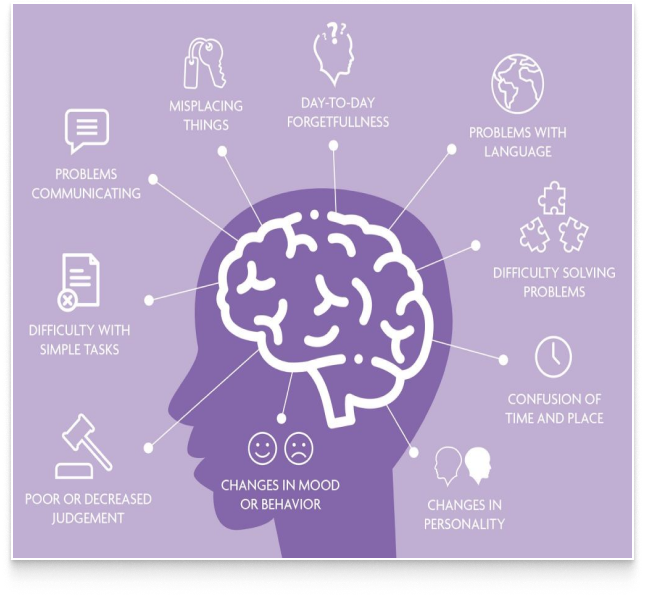 MISPLACING
THINGS
DAY-TO-DAY
FORGETFULLNESS
PROBLEMS WITH
LANGUAGE
PROBLEMS
COMMUNICATING
DIFFICULTY SOLVING
PROBLEMS
DIFFICULTY WITH
SIMPLE TASKS
CONFUSION OF
TIME AND PLACE
POOR OR DECREASED
JUDGEMENT
CHANGES IN MOOD
OR BEHAVIOR
CHANGES IN
PERSONALITY